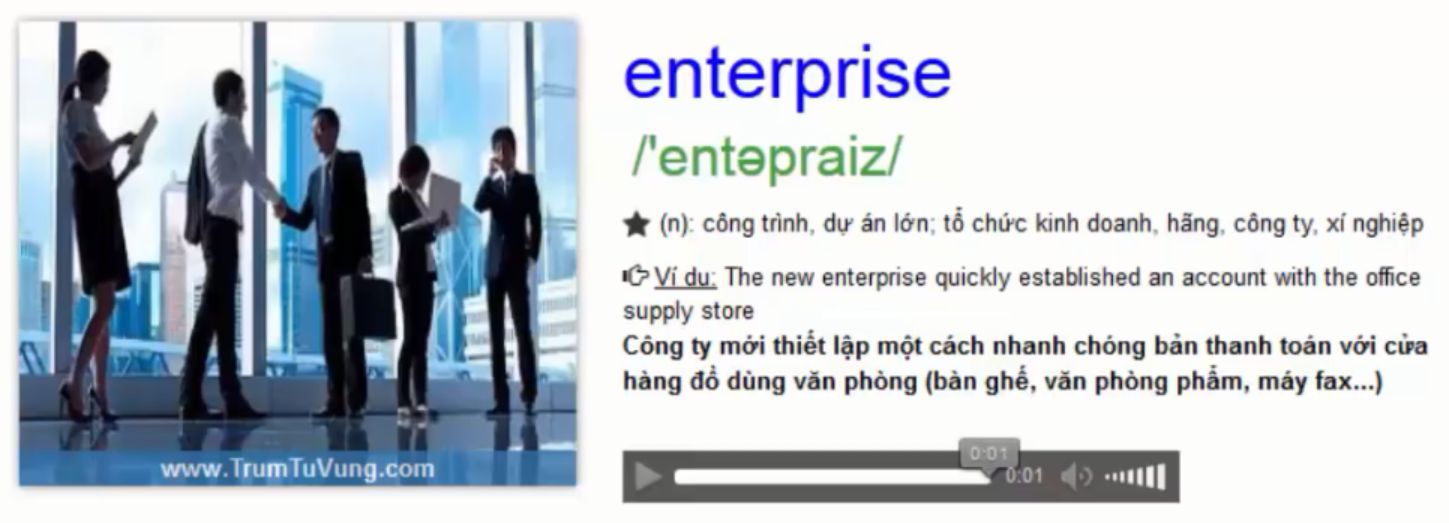 enterprise
/'entəpraiz/
★ (n): công trình, dự án lớn; tổ chức kinh doanh, hãng, công ty, xí nghiệp
Ví dụ: The new enterprise quickly established an account with the office
supply store
Công ty mới thiết lập một cách nhanh chóng bản thanh toán với cửa
hàng đồ dùng văn phòng (bàn ghế, văn phòng phẩm, máy fax...)
www.TrumTuVung.com
0:01
0:01